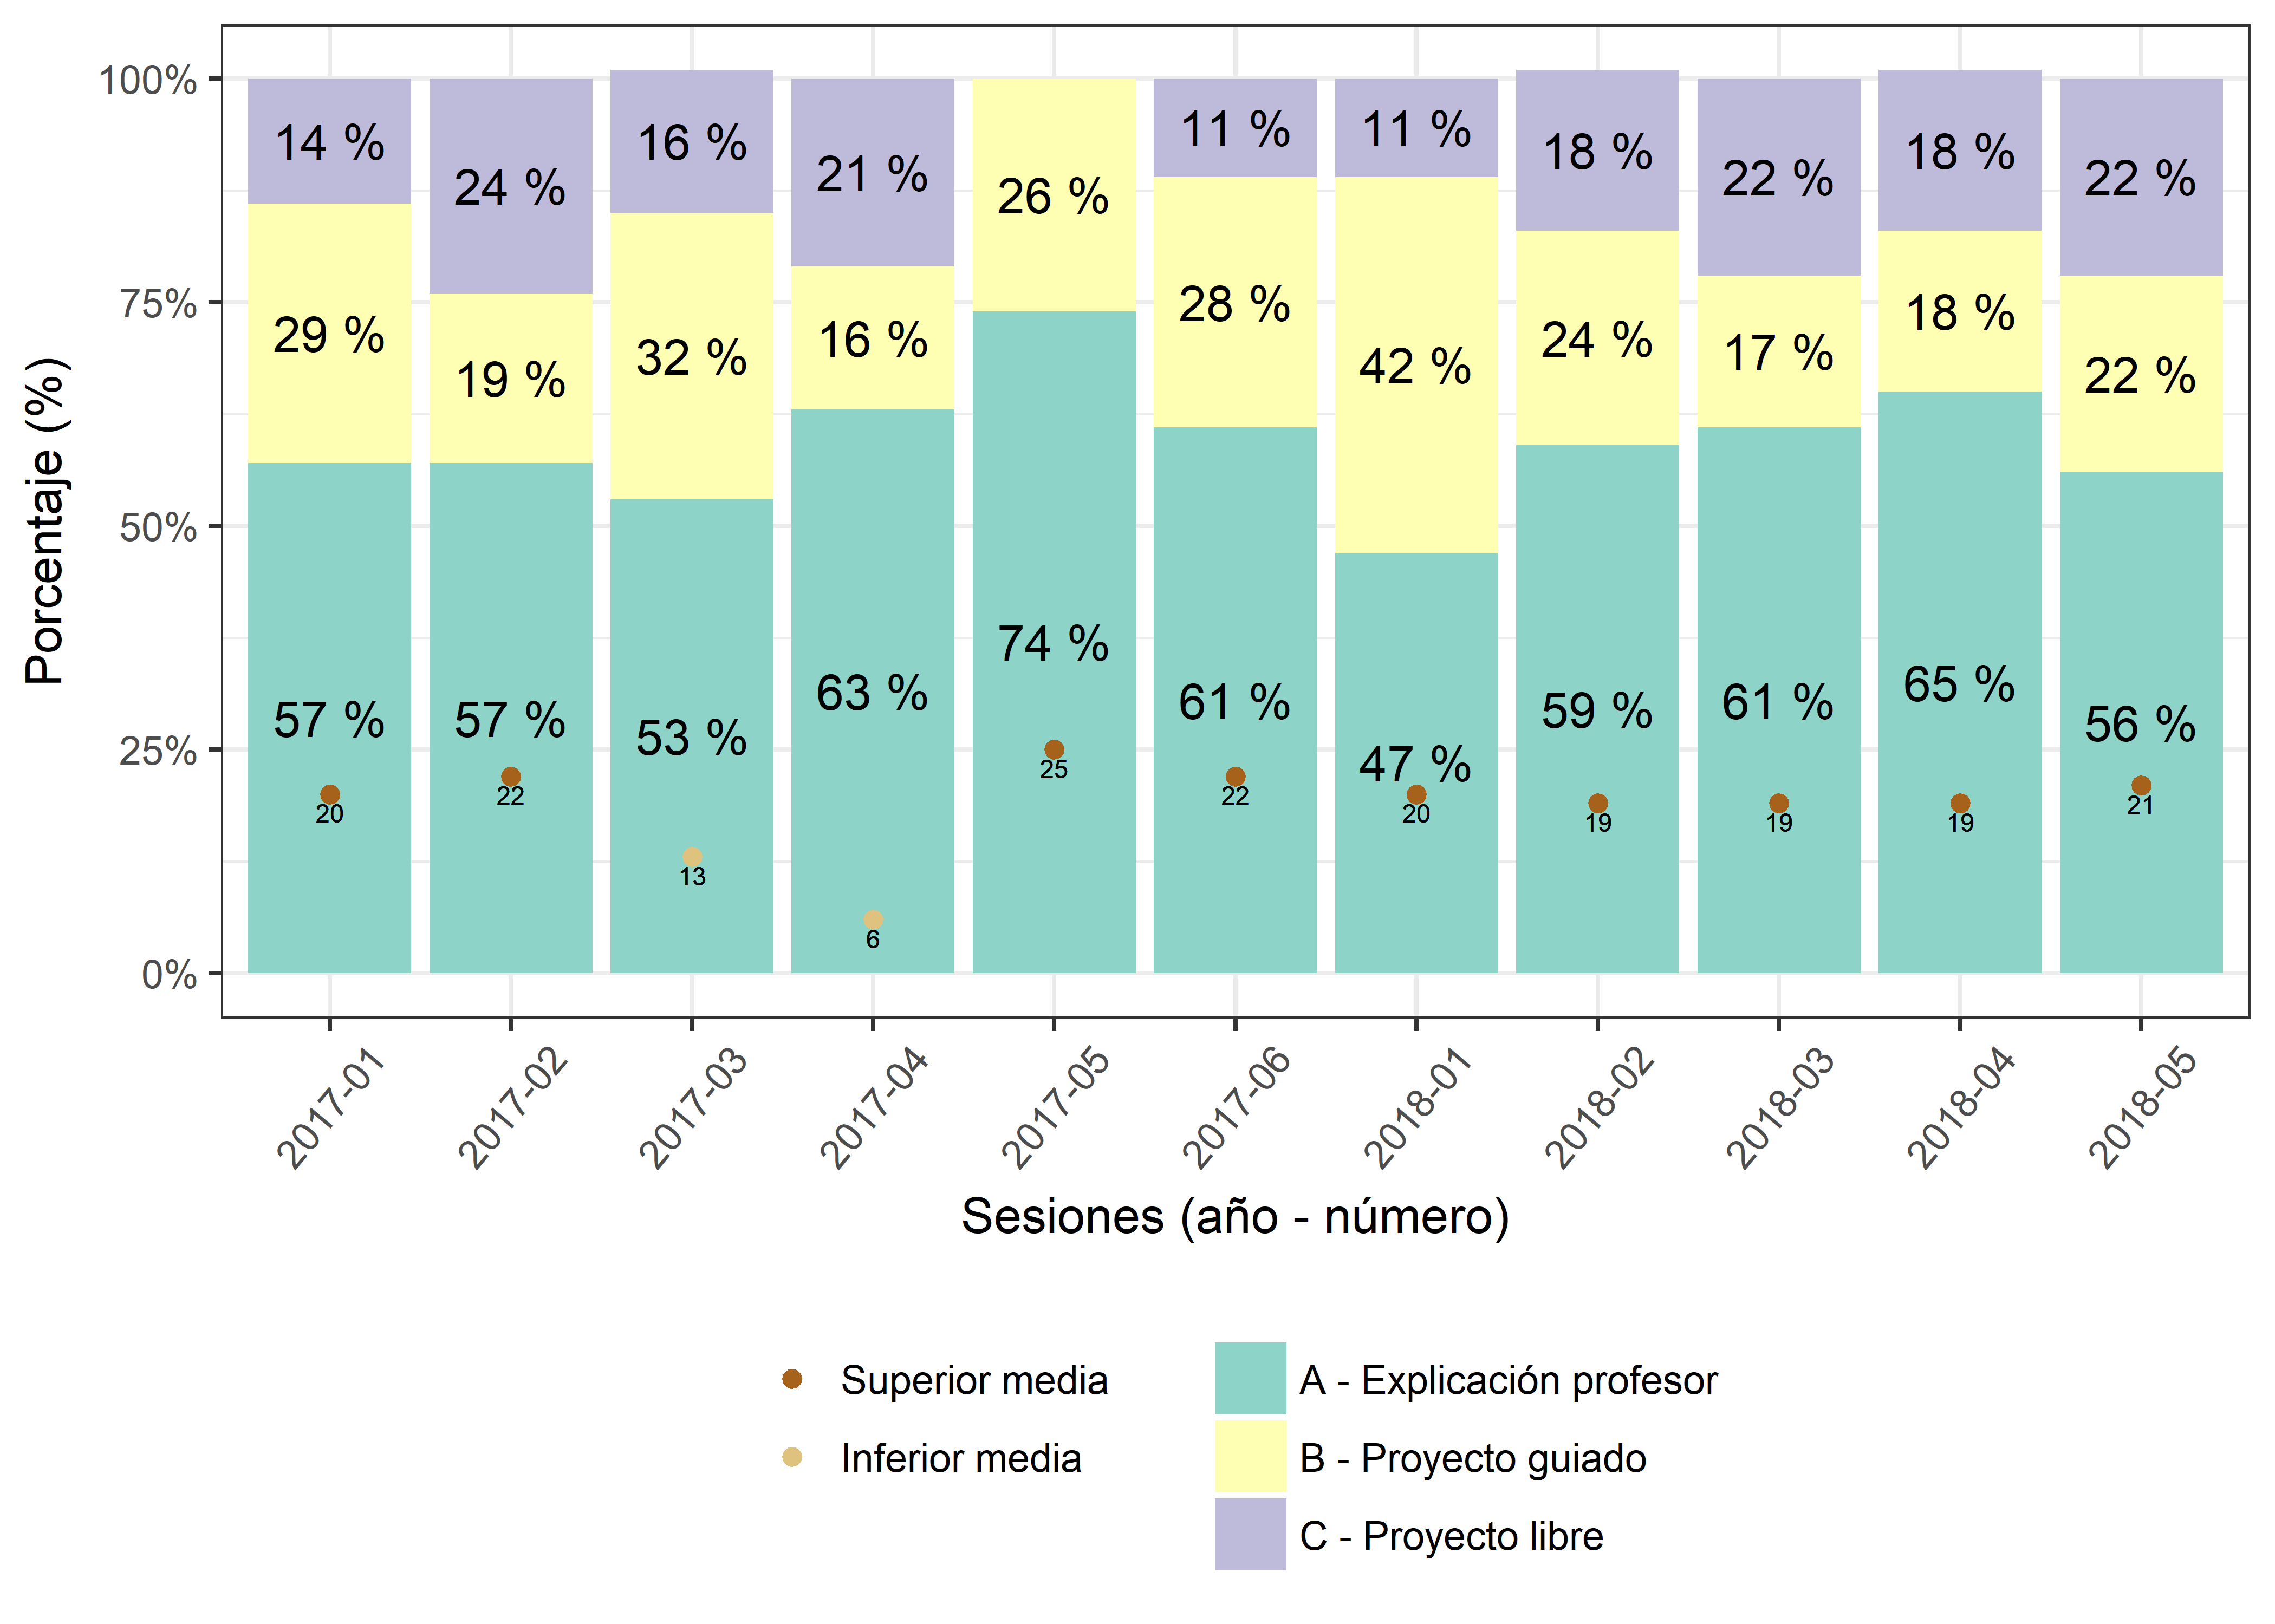 Porcentaje (%)
100%
75%
50%
25%
0%
14 % 24 % 16 % 21 % 11 % 11 % 18 % 22 % 18 % 22 %
29 % 19 % 32 % 16 % 26 % 28 % 42 % 24 % 17 % 18 % 22 %
57 % 57 % 53 % 63 % 74 % 61 % 47 % 59 % 61 % 65 % 56 %
20 22 13 6 25 22 20 19 19 19 21
2017-01 2017-02 2017-03 2017-04 2017-05 2017-06 2018-01 2018-02 2018-03 2018-04 2018-05
Sesiones (año - número)
Superior media
Inferior media
A - Explicación profesor
B - Proyecto guiado
C - Proyecto libre